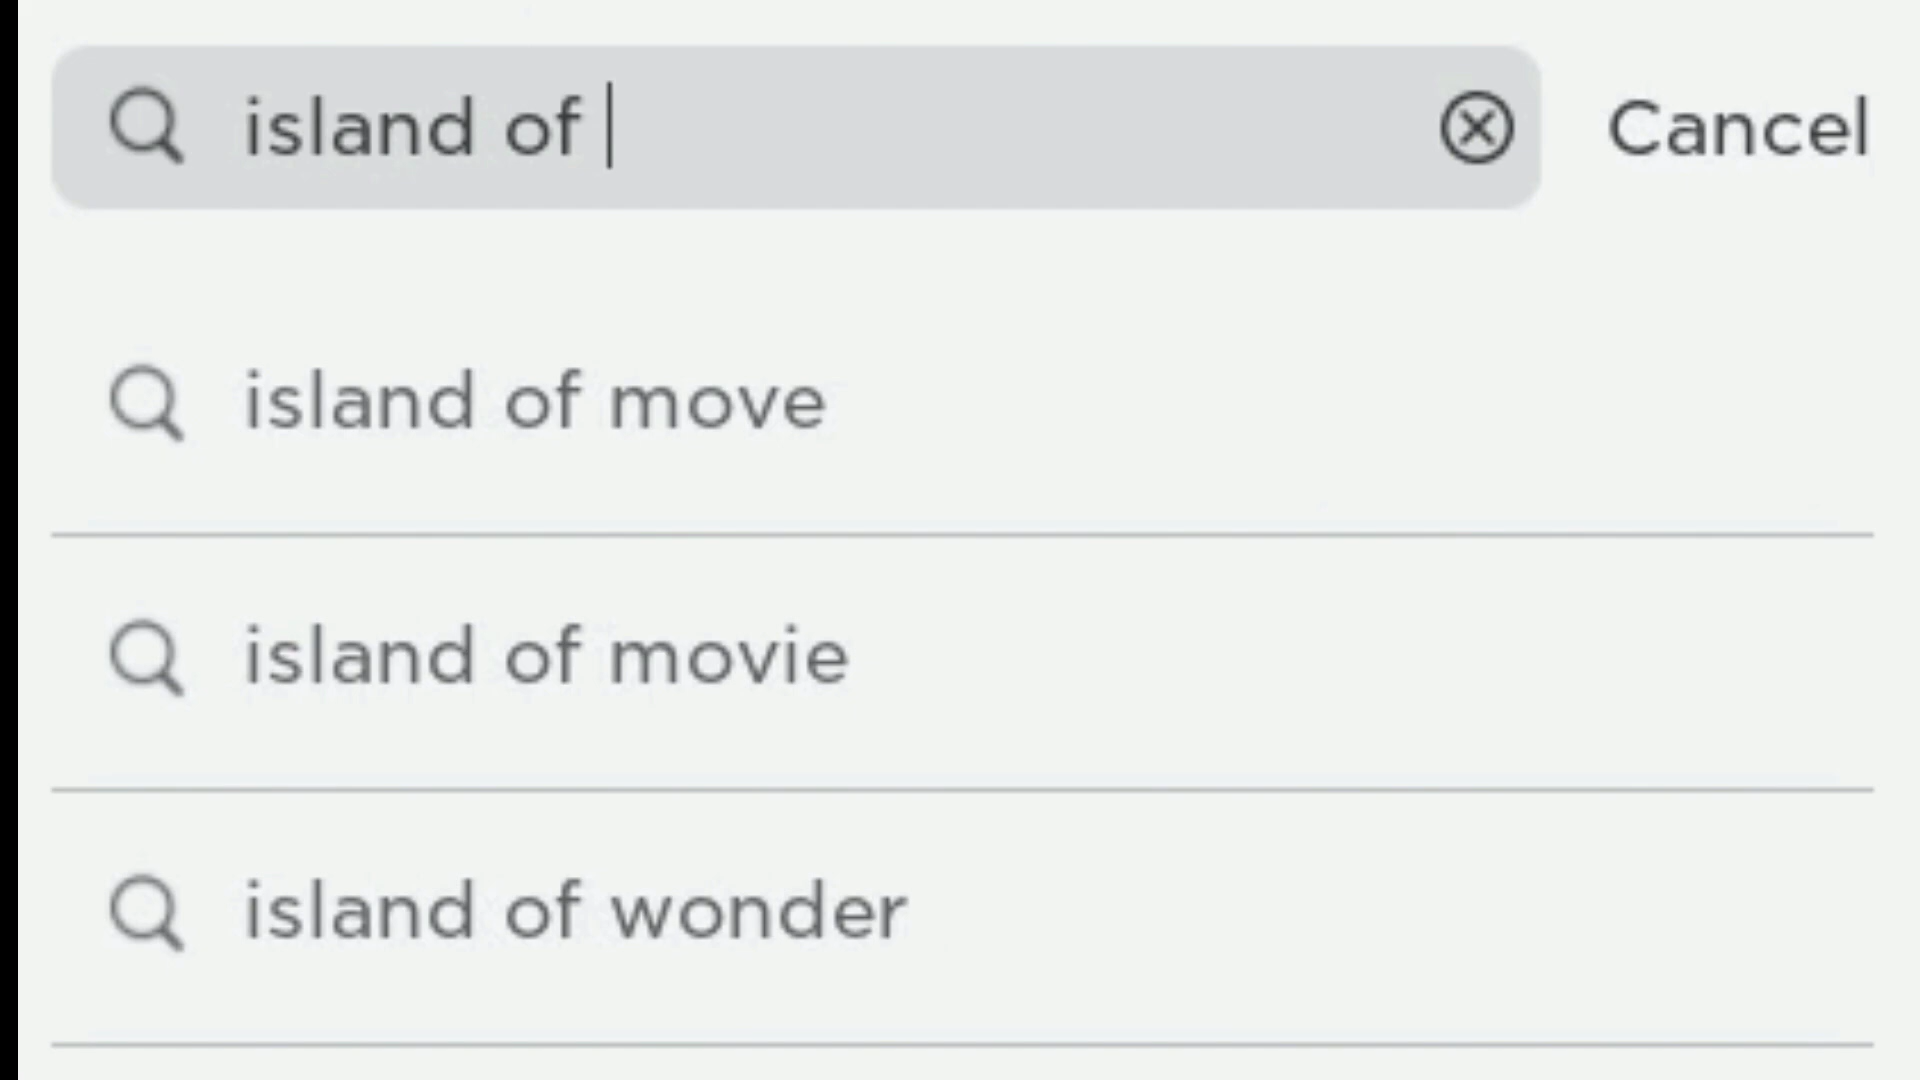 island of
Cancel
island of move
island of movie
island of wonder